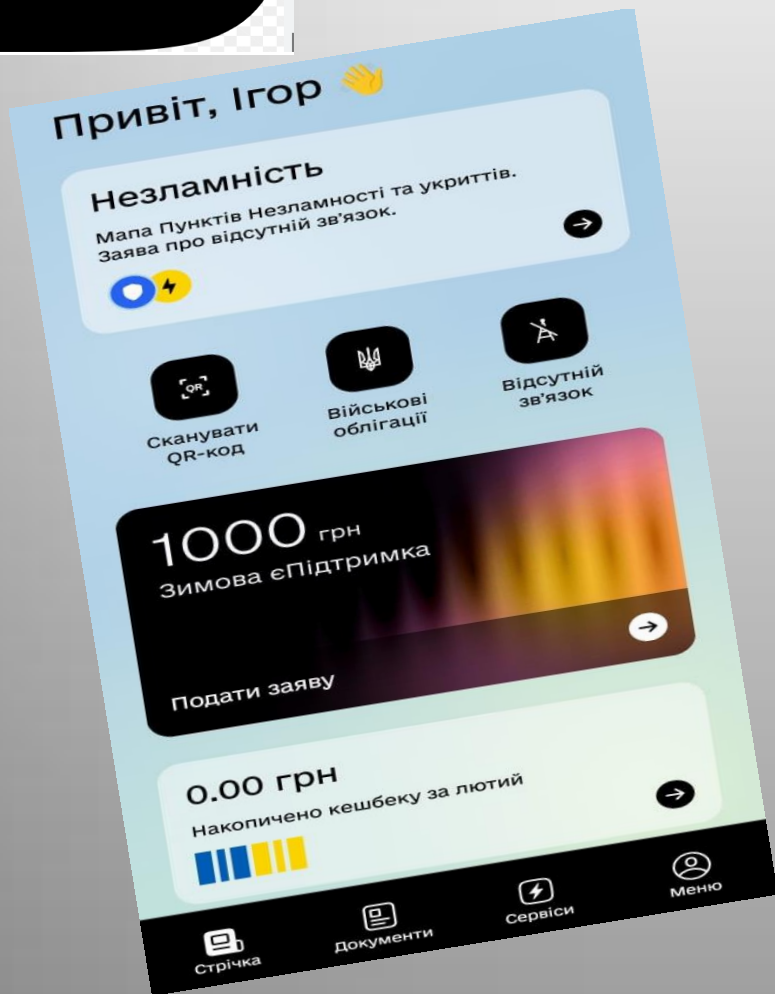 Привіт, Ігор 👋
Незламність
Мапа Пунктів Незламності та укриттів.
Заява про відсутній зв'язок.
QR
Сканувати
QR-код
Військові
облігації
Відсутній
зв'язок
1000 грн
Зимова єПідтримка
Подати заяву
0.00 грн
Накопичено кешбеку за лютий
Стрічка
Документи
Сервіси
Меню